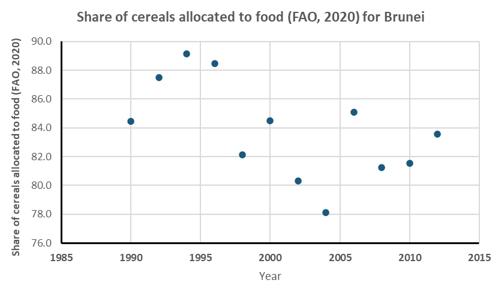 Share of cereals allocated to food (FAO, 2020) for Brunei
Share of cereals allocated to food (FAO, 2020)
90.0
88.0
86.0
84.0
82.0
80.0
78.0
76.0
1985 1990 1995 2000 2005 2010 2015
Year